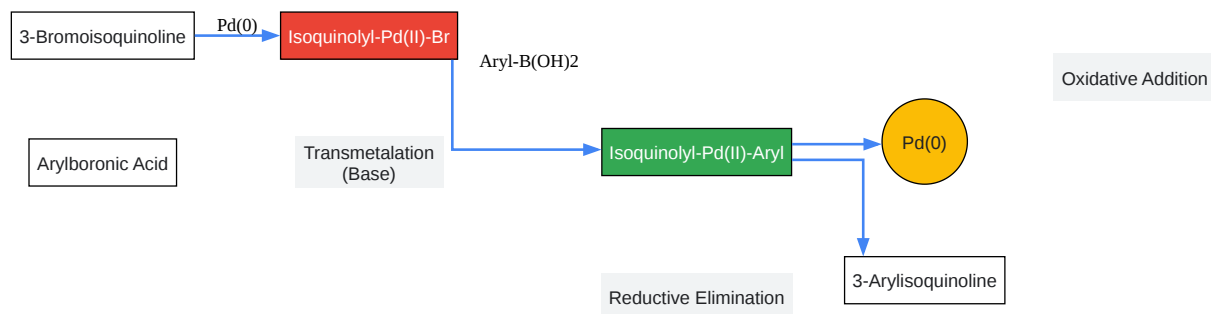 3-Bromoisoquinoline
Pd(0)
Isoquinolyl-Pd(II)-Br
Aryl-B(OH)2
Oxidative Addition
Arylboronic Acid
Transmetalation
(Base)
Isoquinolyl-Pd(II)-Aryl
Pd(0)
3-Arylisoquinoline
Reductive Elimination